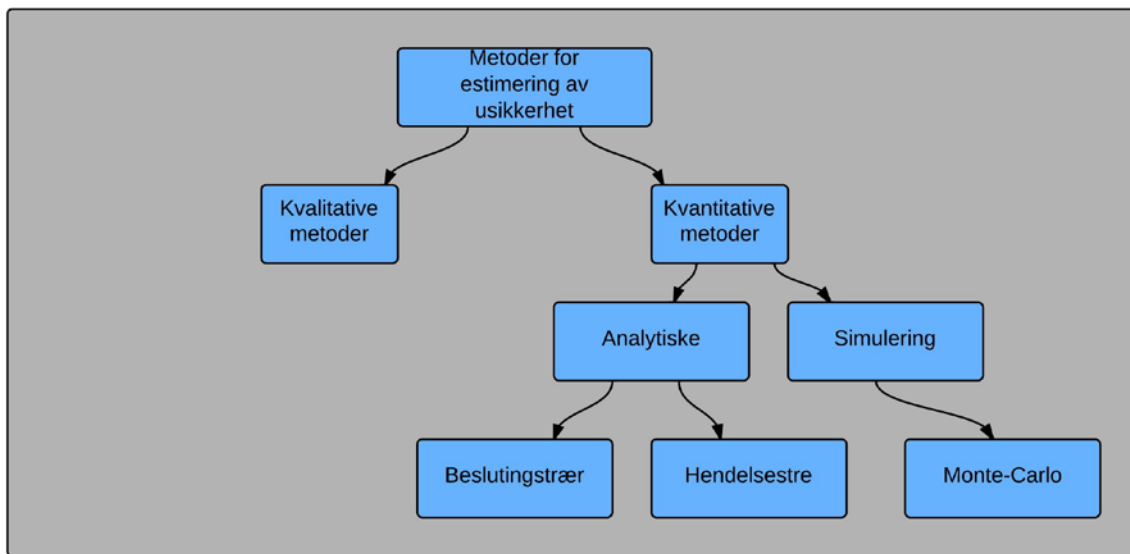 Metoder for
estimering av
usikkerhet
Kvalitative
metoder
Kvantitative
metoder
Analytiske
Simulering
Beslutingstrær
Hendelsestre
Monte-Carlo